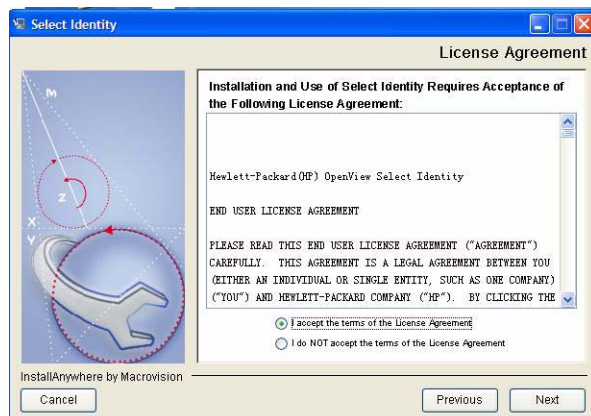 Select Identity
License Agreement
M
Z
X
Y
Installation and Use of Select Identity Requires Acceptance of
the Following License Agreement:
Hewlett-Packard(HP) OpenView Select Identity
END USER LICENSE AGREEMENT
PLEASE READ THIS END USER LICENSE AGREEMENT ("AGREEMENT")
CAREFULLY. THIS AGREEMENT IS A LEGAL AGREEMENT BETWEEN YOU
(EITHER AN INDIVIDUAL OR SINGLE ENTITY, SUCH AS ONE COMPANY)
("YOU") AND HEWLETT-PACKARD COMPANY ("HP"). BY CLICKING THE
I accept the terms of the License Agreement
I do NOT accept the terms of the License Agreement
InstallAnywhere by Macrovision
Cancel
Previous
Next